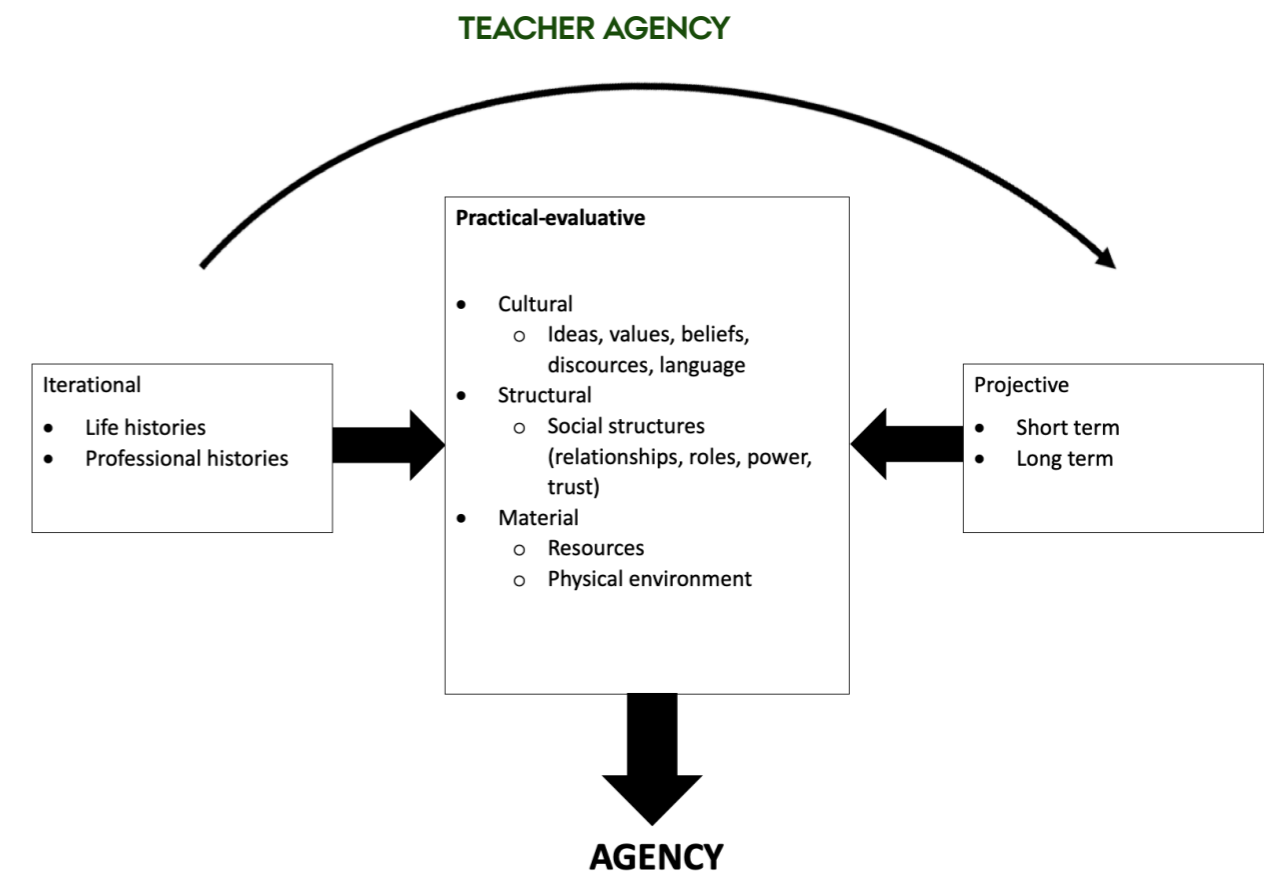 TEACHER AGENCY
Practical-evaluative
• Cultural
o Ideas, values, beliefs,
discources, language
• Structural
o Social structures
(relationships, roles, power,
trust)
• Material
o Resources
o Physical environment
Iterational
• Life histories
• Professional histories
Projective
• Short term
• Long term
AGENCY